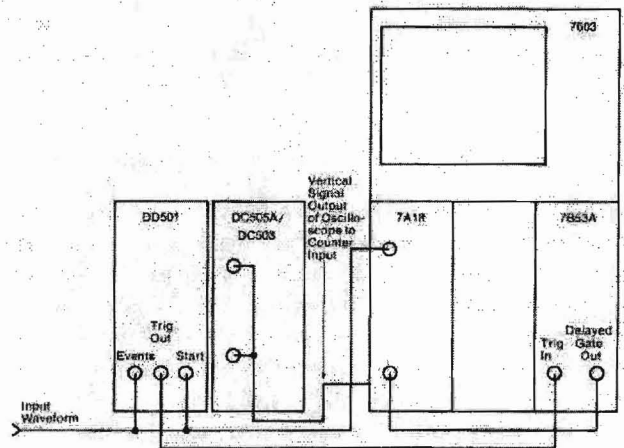 7603
Vertical
Signal
Output
of Oscillo-
scope to
Counter
Input
DD501
DC505A/
DC503
7A18
7B53A
Trig
Out
Events
Start
Trig
In
Delayed
Gate
Out
Input
Waveform